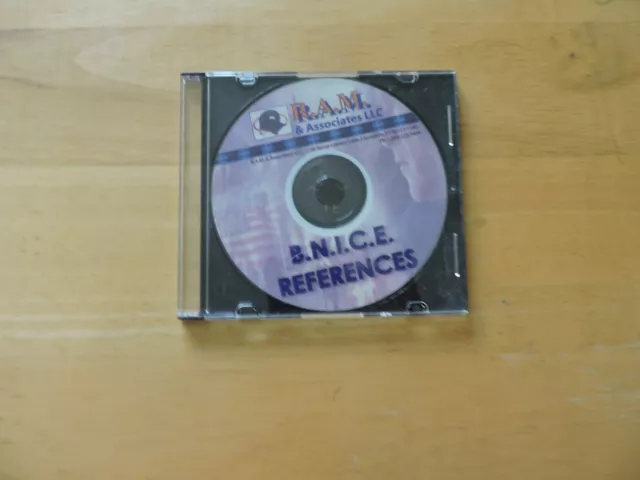 R.A.M.
& Associates LLC
B.N.I.C.E.
REFERENCES